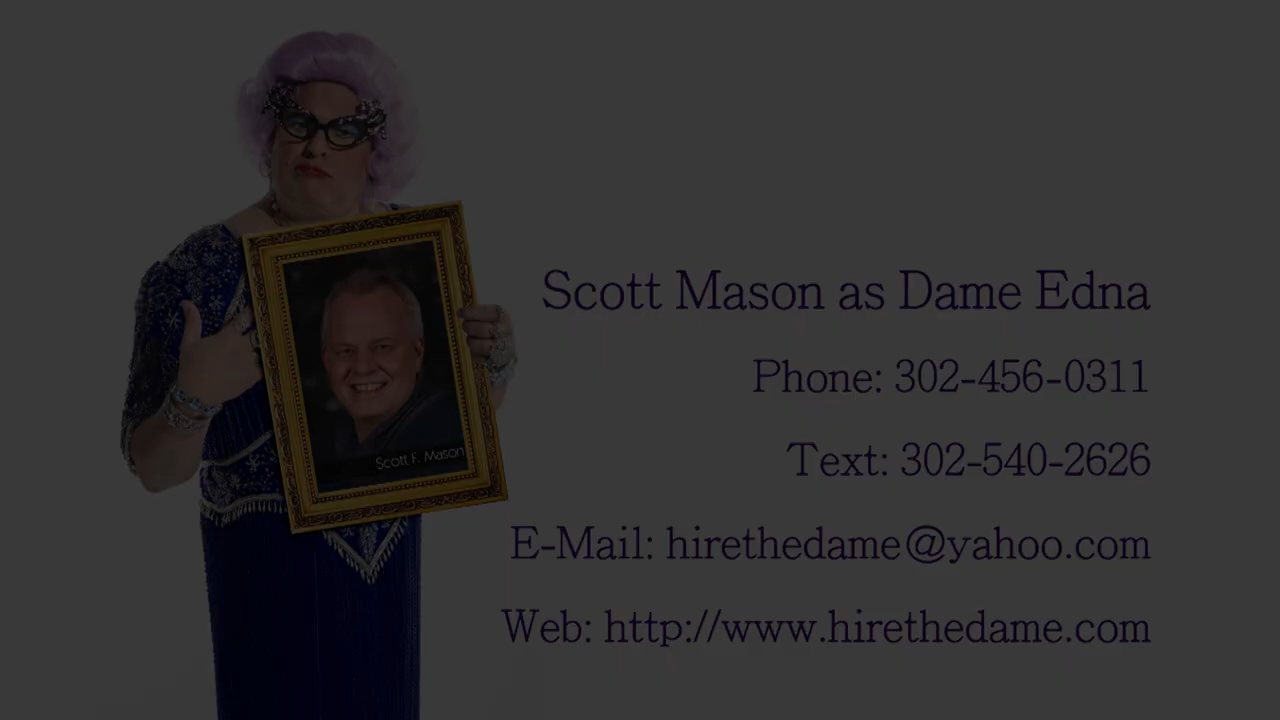 Scott F. Mason
Scott Mason as Dame Edna
Phone: 302-456-0311
Text: 302-540-2626
E-Mail: hirethedame@yahoo.com
Web: http://www.hirethedame.com